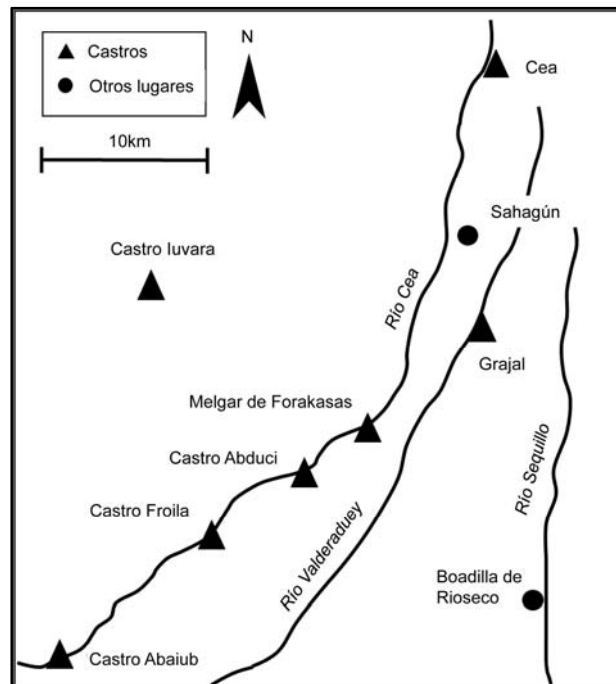 Castros
Otros lugares
N
10km
Cea
Sahagún
Castro Iuvara
Río Cea
Grajal
Melgar de Forakasas
Castro Abduci
Río Sequillo
Castro Froila
Río Valderaduey
Boadilla de
Rioseco
Castro Abaiub